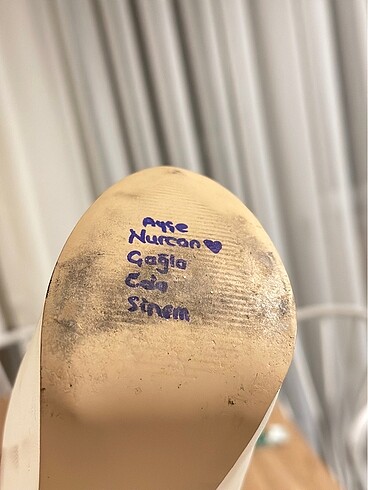 Ayşe
Nurcan♥
Çağla
Eda
Sinem